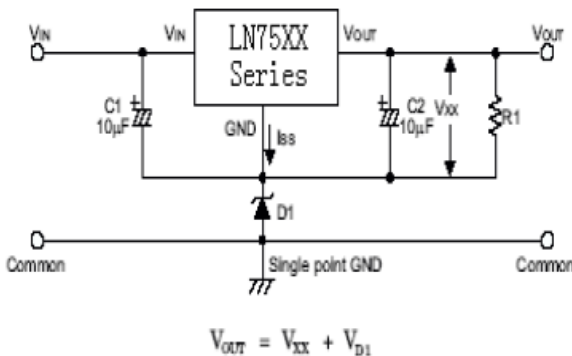 VIN VIN LN75XX VOUT VOUT
Series
C1 10μF GND ISS C2 10μF VXX R1
D1
Common Single point GND Common
VOUT = VXX + VD1